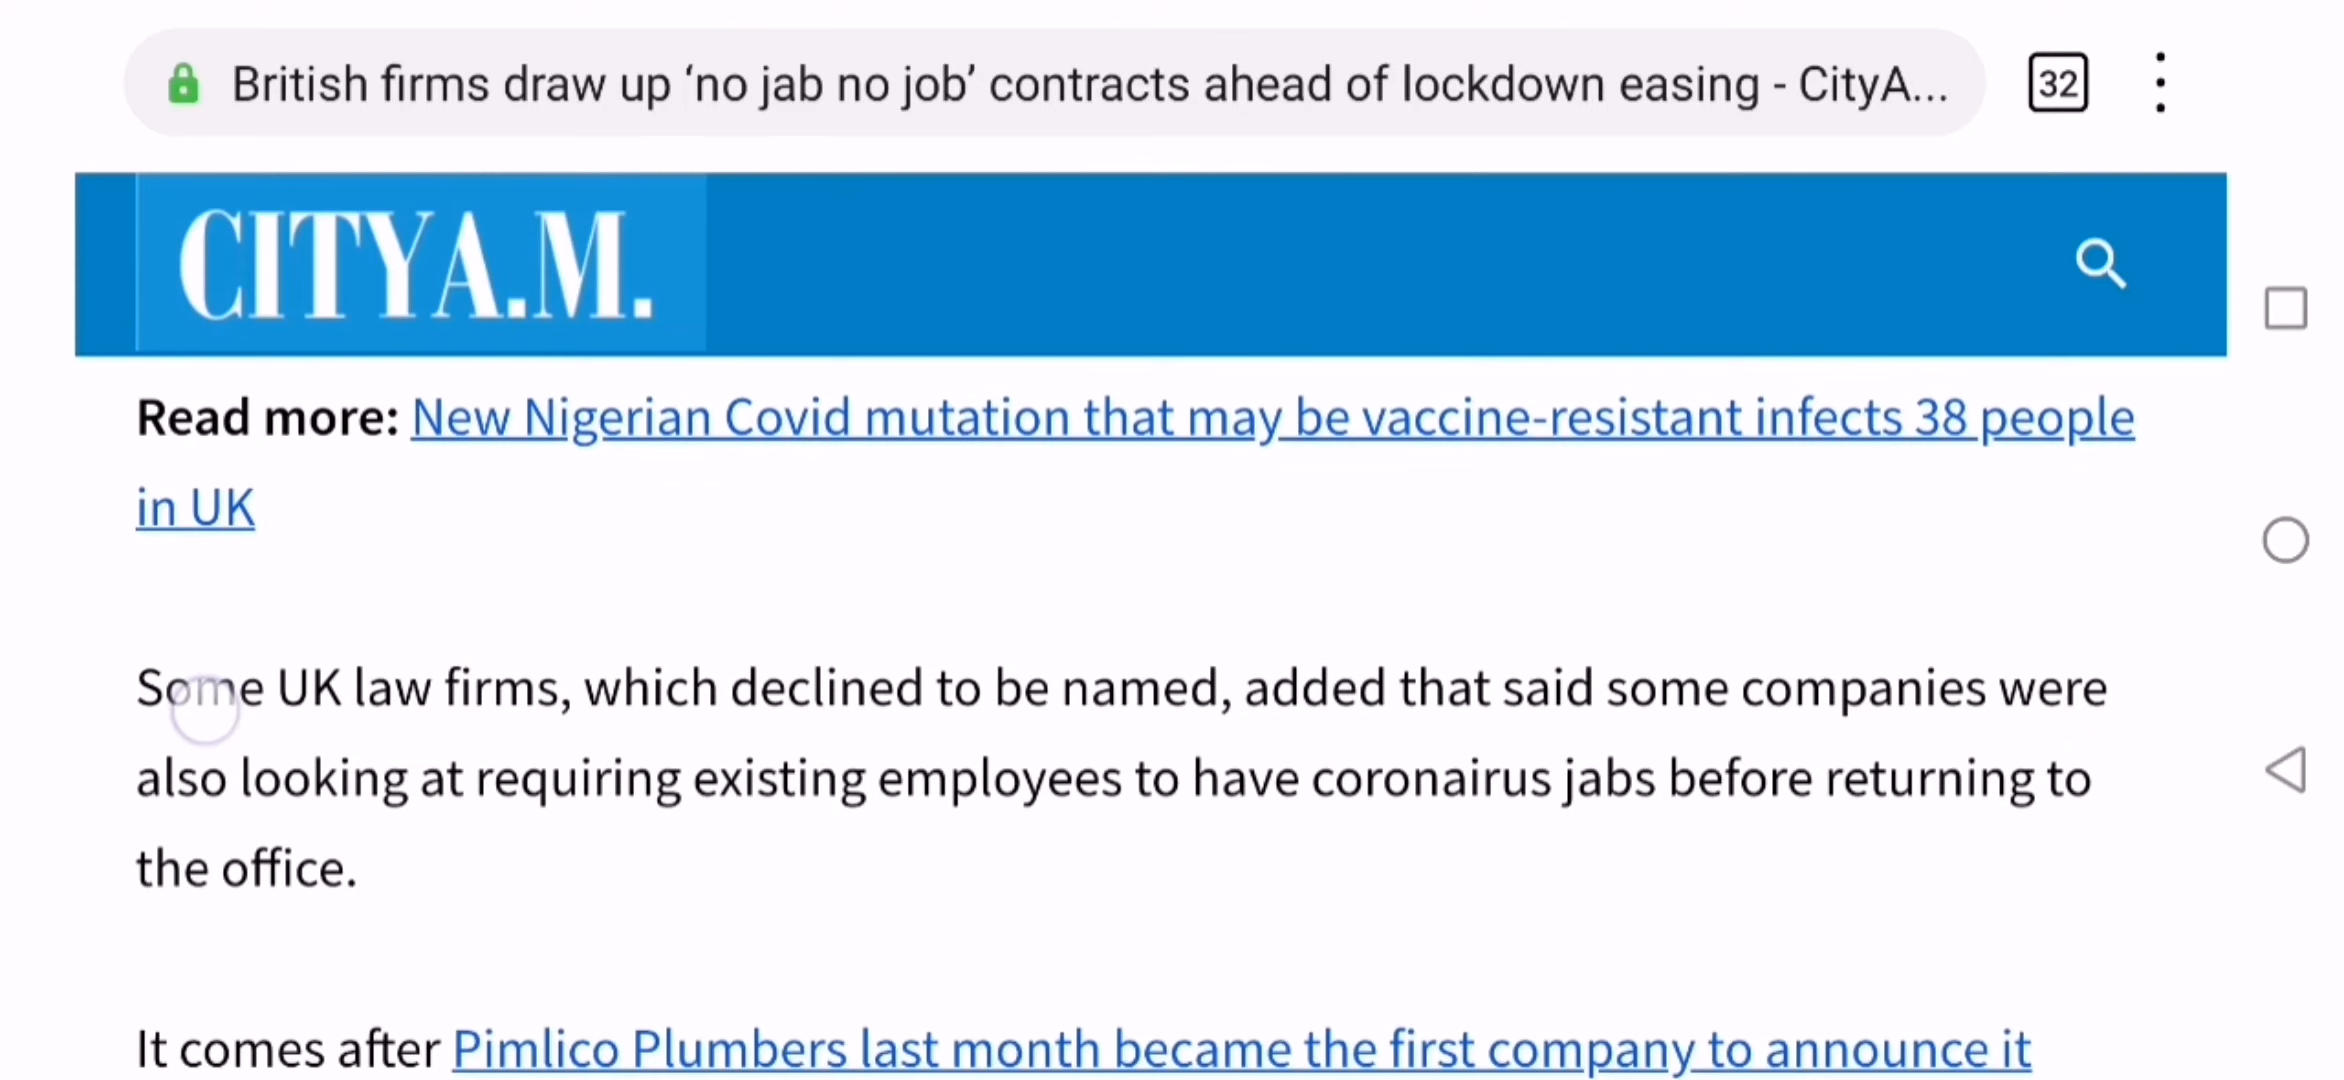 British firms draw up ‘no jab no job’ contracts ahead of lockdown easing - CityA...
32
CITYA.M.
Read more: New Nigerian Covid mutation that may be vaccine-resistant infects 38 people
in UK
Some UK law firms, which declined to be named, added that said some companies were
also looking at requiring existing employees to have coronairus jabs before returning to
the office.
It comes after Pimlico Plumbers last month became the first company to announce it